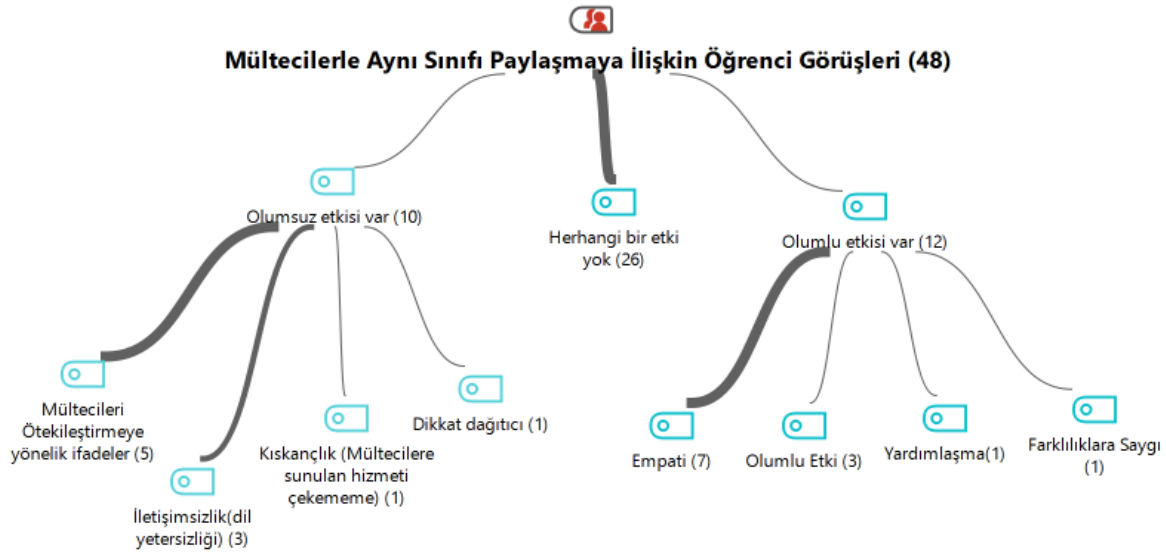 Mültecilerle Aynı Sınıfı Paylaşmaya İlişkin Öğrenci Görüşleri (48)
Olumsuz etkisi var (10)
Herhangi bir etki
yok (26)
Olumlu etkisi var (12)
Mültecileri
Ötekileştirmeye
yönelik ifadeler (5)
İletişimsizlik(dil
yetersizliği) (3)
Kıskançlık (Mültecilere
sunulan hizmeti
çekememe) (1)
Dikkat dağıtıcı (1)
Empati (7)
Olumlu Etki (3)
Yardımlaşma(1)
Farklılıklara Saygı
(1)